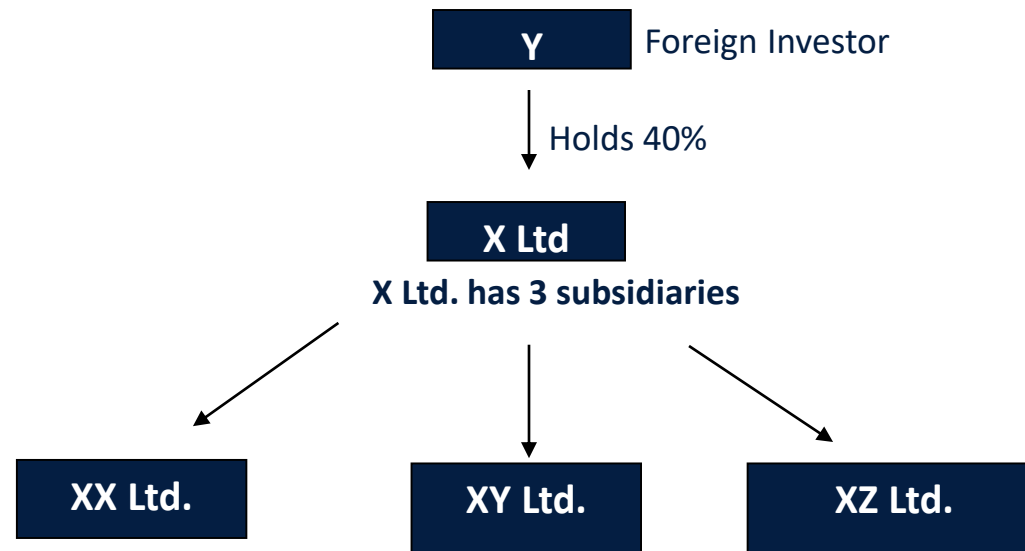 Y
Foreign Investor
Holds 40%
X Ltd
X Ltd. has 3 subsidiaries
XX Ltd.
XY Ltd.
XZ Ltd.